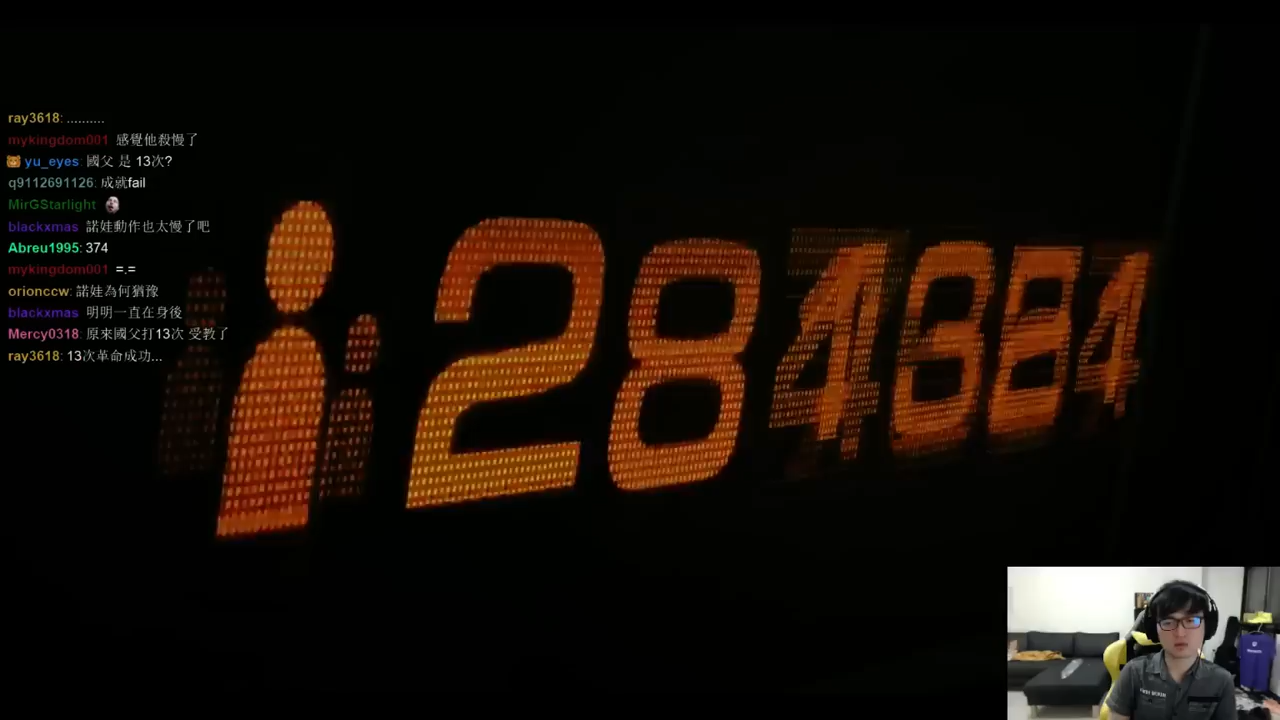 ray3618: ..........
mykingdom001 感覺他殺慢了
yu_eyes: 國父 是 13次?
q9112691126: 成就fail
MirGStarlight
blackxmas 諾娃動作也太慢了吧
Abreu1995: 374
mykingdom001 =.=
orionccw: 諾娃為何猶豫
blackxmas 明明一直在身後
Mercy0318: 原來國父打13次 受教了
ray3618: 13次革命成功...
28